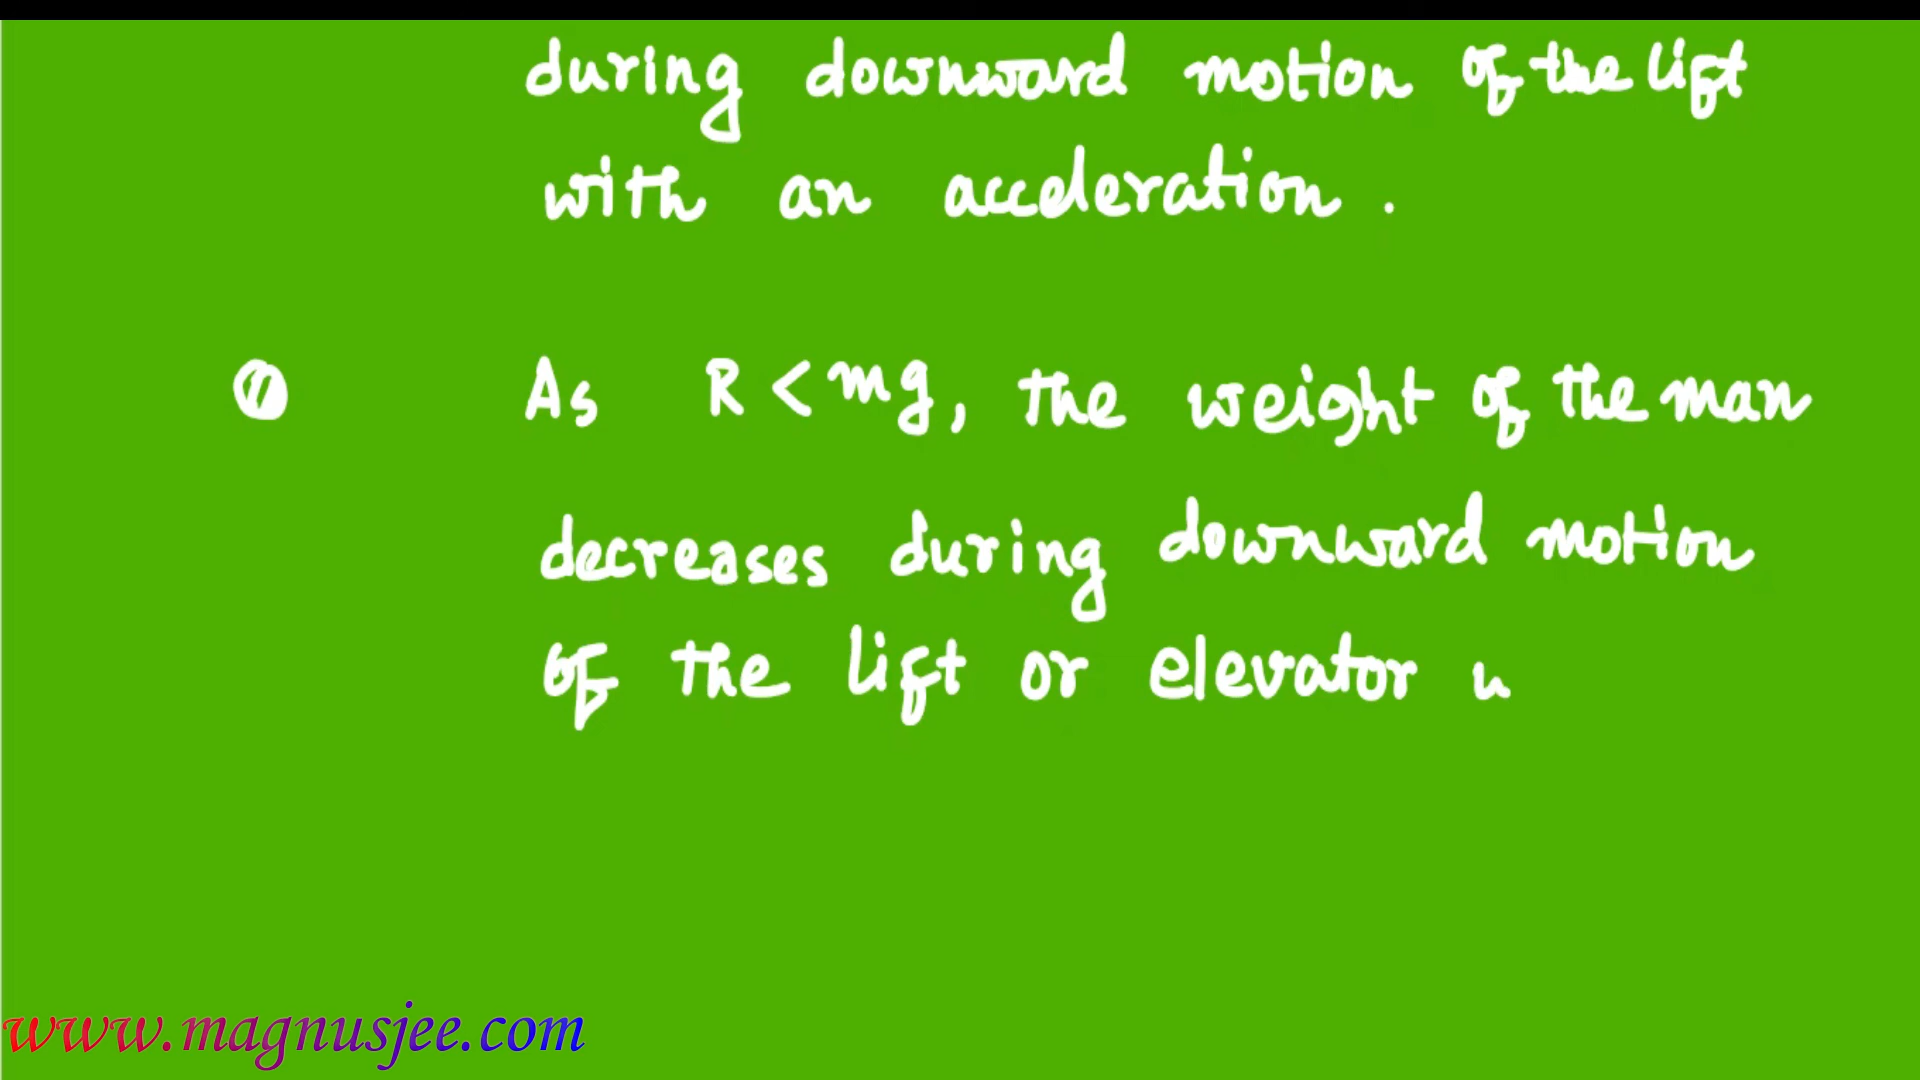 during downward motion of the lift
with an acceleration.
As R < mg, the weight of the man
decreases during downward motion
of the lift or elevator
www.magnusjee.com